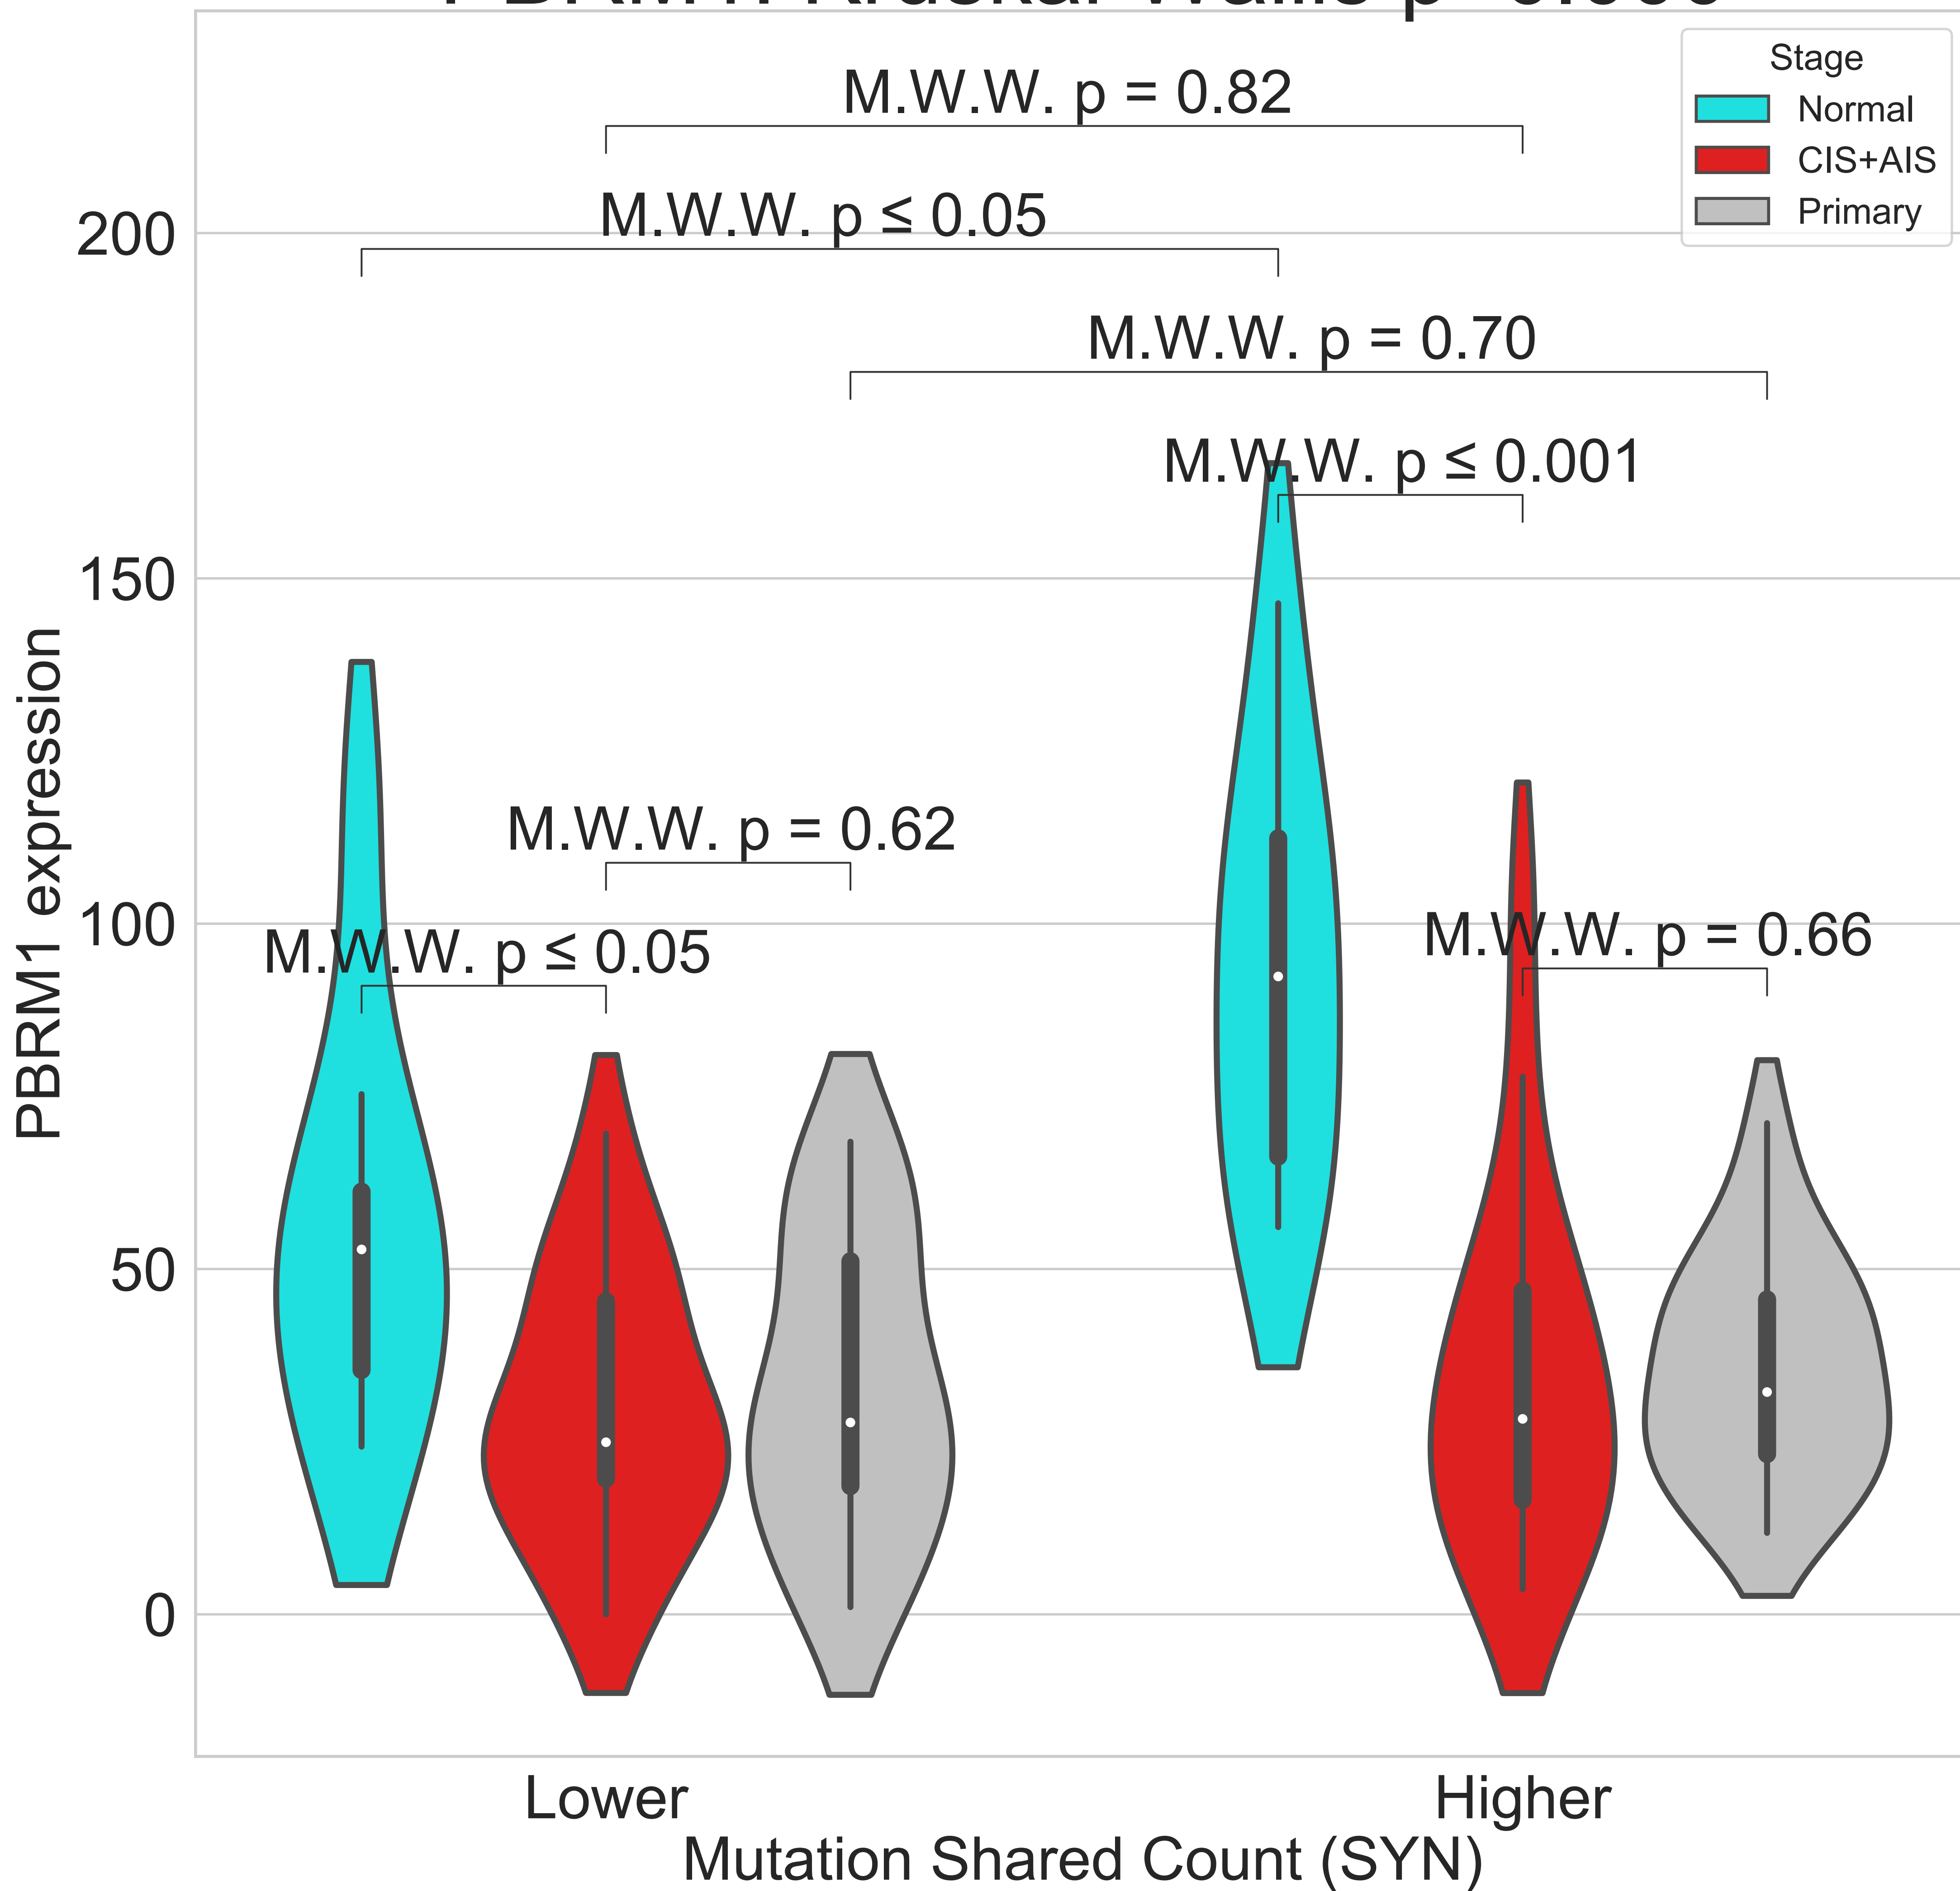 Stage
Normal
CIS+AIS
Primary
M.W.W. p = 0.82
M.W.W. p ≤ 0.05
M.W.W. p = 0.70
M.W.W. p ≤ 0.001
M.W.W. p = 0.62
M.W.W. p ≤ 0.05
M.W.W. p = 0.66
200
150
100
50
0
PBRM1 expression
Lower
Higher
Mutation Shared Count (SYN)